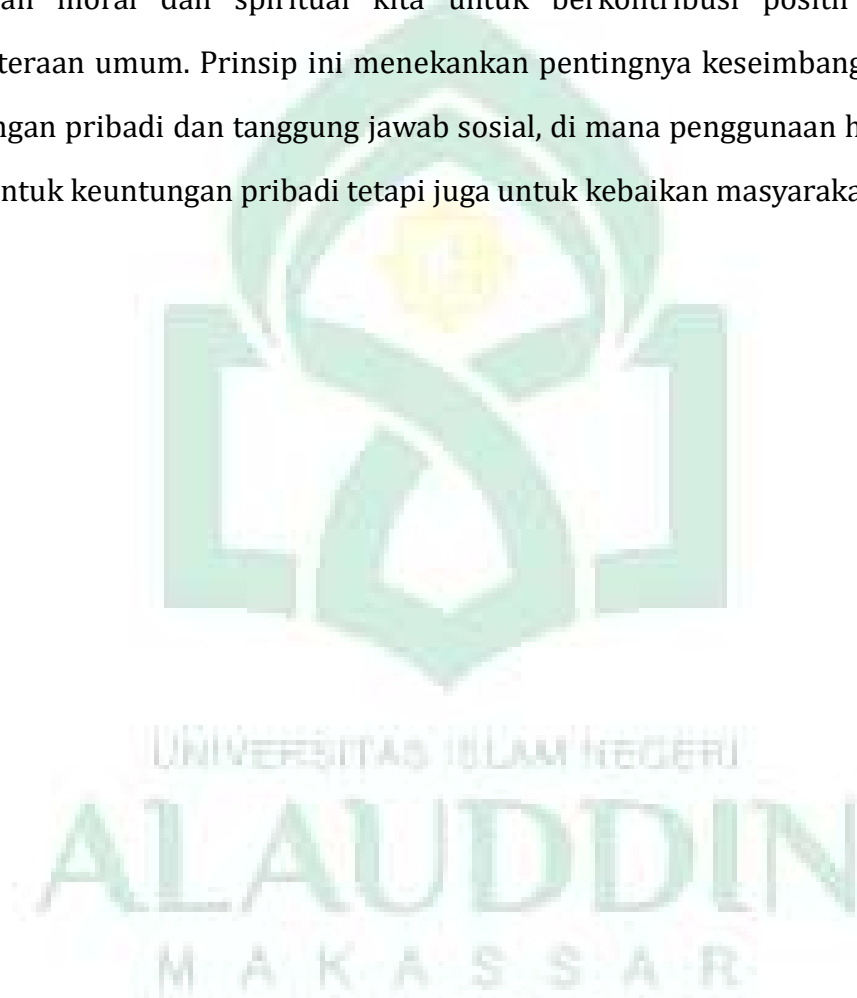 an moral dan spiritual kita untuk berkontribusi positif
teraan umum. Prinsip ini menekankan pentingnya keseimbang
ngan pribadi dan tanggung jawab sosial, di mana penggunaan h
ntuk keuntungan pribadi tetapi juga untuk kebaikan masyaraka
UNIVERSITAS ISLAM NEGERI
ALAUDDIN
MAKASSAR